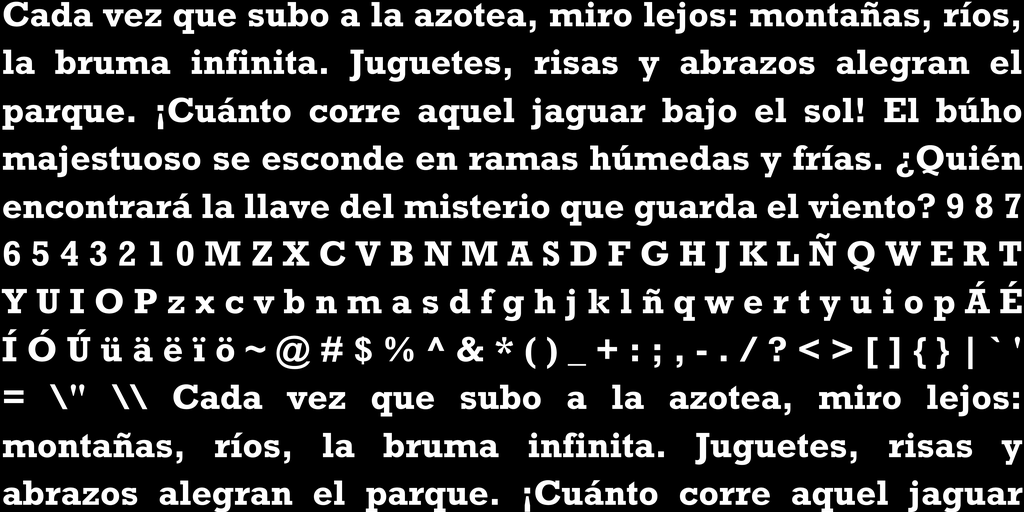 Cada vez que subo a la azotea, miro lejos: montañas, ríos,
la bruma infinita. Juguetes, risas y abrazos alegran el
parque. ¡Cuánto corre aquel jaguar bajo el sol! El búho
majestuoso se esconde en ramas húmedas y frías. ¿Quién
encontrará la llave del misterio que guarda el viento? 9 8 7
6 5 4 3 2 1 0 M Z X C V B N M A S D F G H J K L Ñ Q W E R T
Y U I O P z x c v b n m a s d f g h j k l ñ q w e r t y u i o p Á É
Í Ó Ú ü ä ë ï ö ~ @ # $ % ^ & * ( ) _ + : ; , - . / ? < > [ ] { } | ` '
= \" \\ Cada vez que subo a la azotea, miro lejos:
montañas, ríos, la bruma infinita. Juguetes, risas y
abrazos alegran el parque. ¡Cuánto corre aquel jaguar